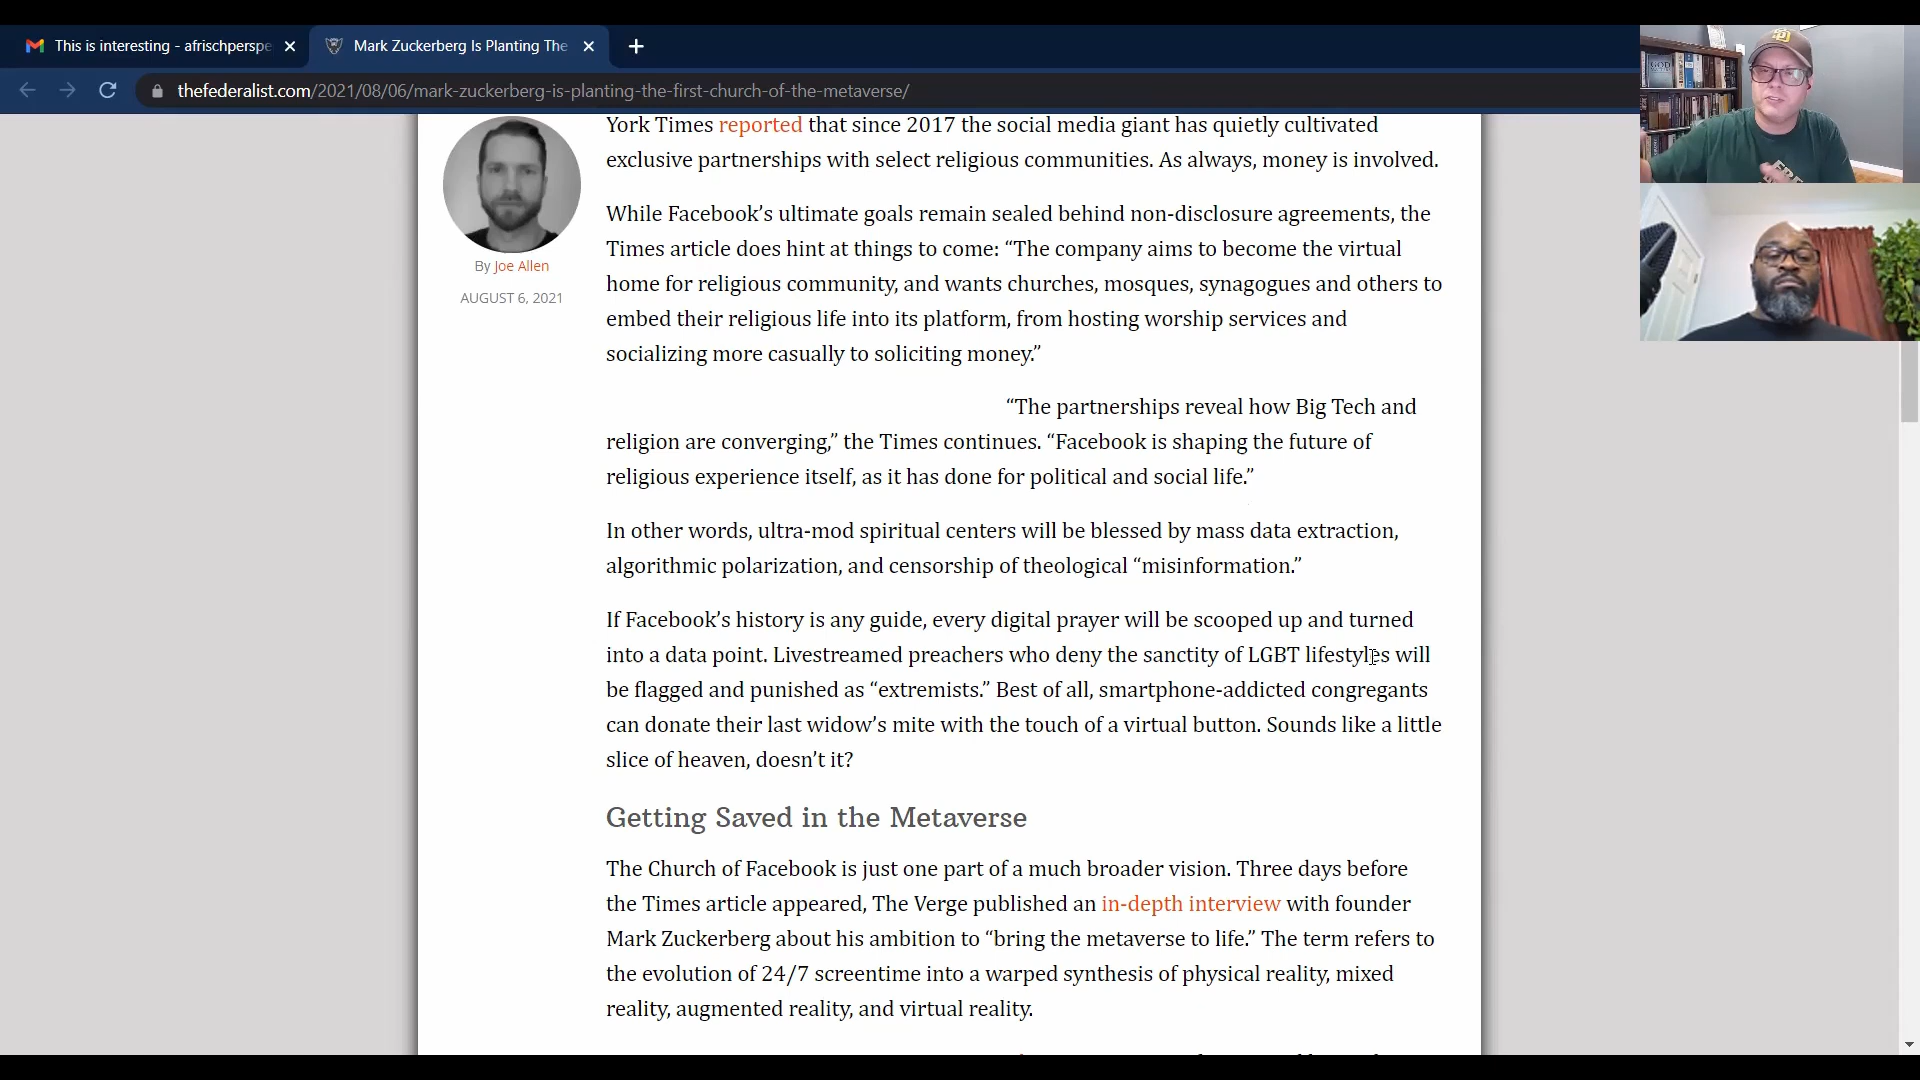 This is interesting - afrischperspe
Mark Zuckerberg Is Planting The
thefederalist.com/2021/08/06/mark-zuckerberg-is-planting-the-first-church-of-the-metaverse/
By Joe Allen
AUGUST 6, 2021
York Times reported that since 2017 the social media giant has quietly cultivated
exclusive partnerships with select religious communities. As always, money is involved.
While Facebook’s ultimate goals remain sealed behind non-disclosure agreements, the
Times article does hint at things to come: “The company aims to become the virtual
home for religious community, and wants churches, mosques, synagogues and others to
embed their religious life into its platform, from hosting worship services and
socializing more casually to soliciting money.”
“The partnerships reveal how Big Tech and
religion are converging,” the Times continues. “Facebook is shaping the future of
religious experience itself, as it has done for political and social life.”
In other words, ultra-mod spiritual centers will be blessed by mass data extraction,
algorithmic polarization, and censorship of theological “misinformation.”
If Facebook’s history is any guide, every digital prayer will be scooped up and turned
into a data point. Livestreamed preachers who deny the sanctity of LGBT lifestyles will
be flagged and punished as “extremists.” Best of all, smartphone-addicted congregants
can donate their last widow’s mite with the touch of a virtual button. Sounds like a little
slice of heaven, doesn’t it?
Getting Saved in the Metaverse
The Church of Facebook is just one part of a much broader vision. Three days before
the Times article appeared, The Verge published an in-depth interview with founder
Mark Zuckerberg about his ambition to “bring the metaverse to life.” The term refers to
the evolution of 24/7 screentime into a warped synthesis of physical reality, mixed
reality, augmented reality, and virtual reality.
GOD